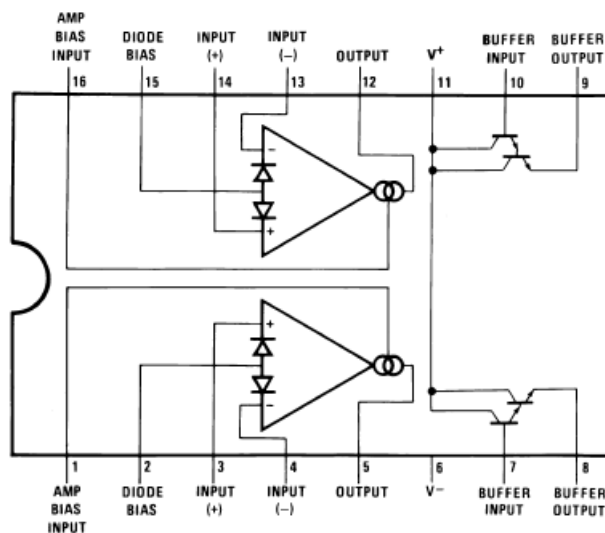 AMP
BIAS
INPUT
DIODE
BIAS
INPUT
(+)
INPUT
(–)
OUTPUT
V+
BUFFER
INPUT
BUFFER
OUTPUT
16 15 14 13 12 11 10 9
–
+
+
–
1 2 3 4 5 6 7 8
AMP
BIAS
INPUT
DIODE
BIAS
INPUT
(+)
INPUT
(–)
OUTPUT
V–
BUFFER
INPUT
BUFFER
OUTPUT